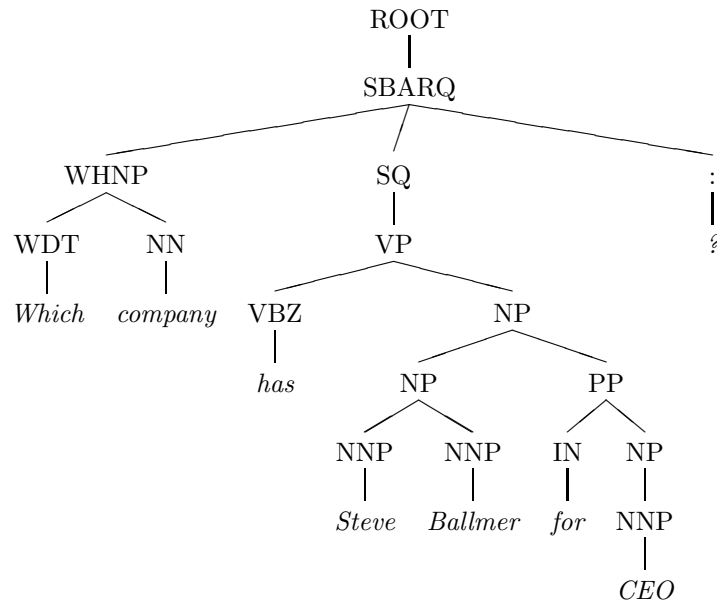 ROOT
SBARQ
WHNP SQ :
WDT NN VP ?
Which company VBZ NP
has NP PP
NNP NNP IN NP
Steve Ballmer for NNP
CEO